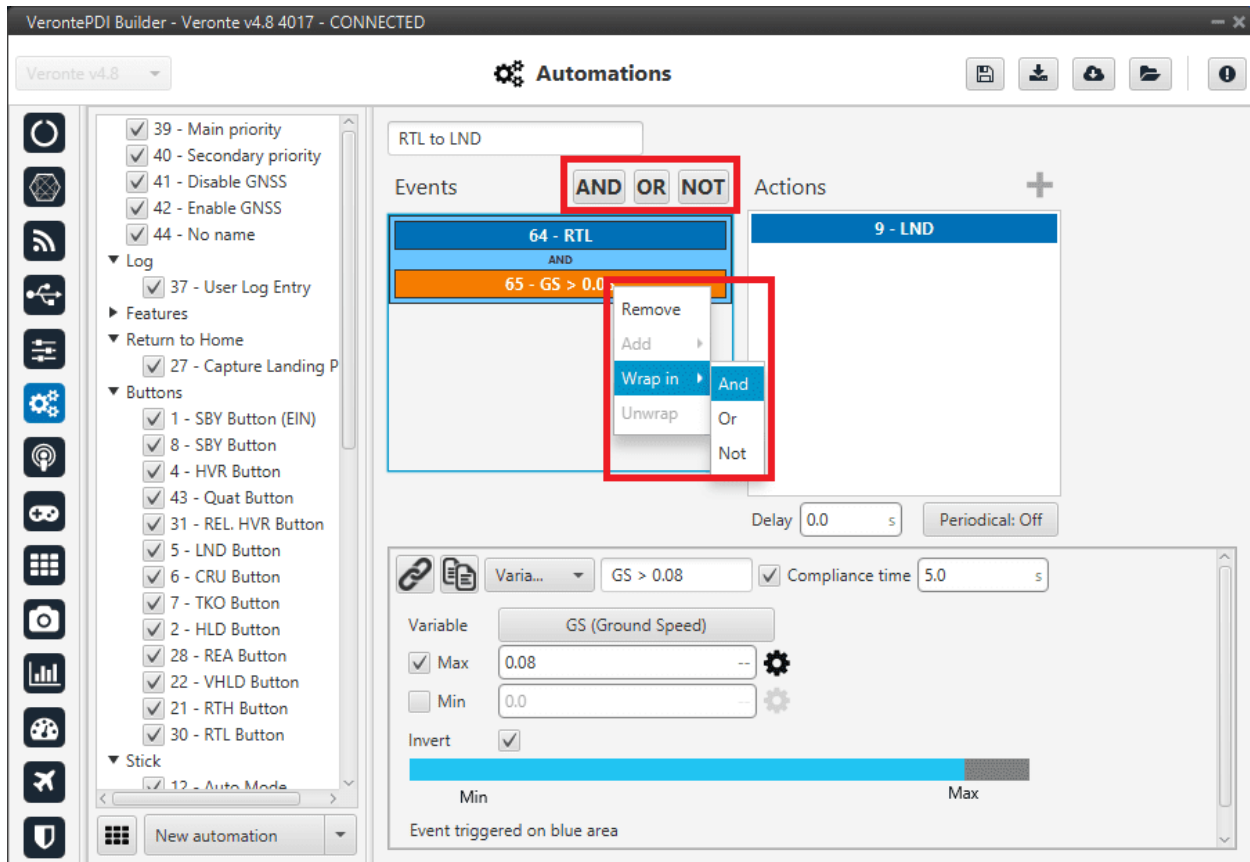 VerontePDI Builder - Veronte v4.8 4017 - CONNECTED
Veronte v4.8
Automations
39 - Main priority
40 - Secondary priority
41 - Disable GNSS
42 - Enable GNSS
44 - No name
Log
37 - User Log Entry
Features
Return to Home
27 - Capture Landing P
Buttons
1 - SBY Button (EIN)
8 - SBY Button
4 - HVR Button
43 - Quat Button
31 - REL. HVR Button
5 - LND Button
6 - CRU Button
7 - TKO Button
2 - HLD Button
28 - REA Button
22 - VHLD Button
21 - RTH Button
30 - RTL Button
Stick
12 - Auto Mode
New automation
RTL to LND
Events AND OR NOT
64 - RTL
AND
65 - GS > 0.0
Remove
Add
Wrap in
Unwrap
And
Or
Not
Actions
9 - LND
Delay 0.0 s Periodical: Off
Varia... GS > 0.08 Compliance time 5.0 s
Variable GS (Ground Speed)
Max 0.08 --
Min 0.0 --
Invert
Min Max
Event triggered on blue area